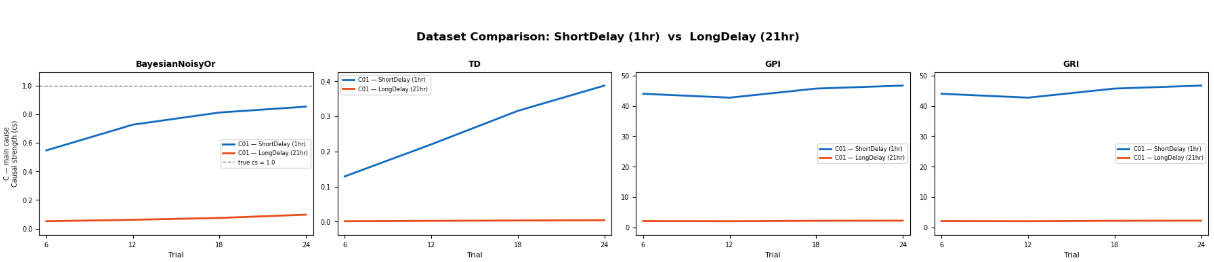 Dataset Comparison: ShortDelay (1hr)  vs  LongDelay (21hr)
BayesianNoisyOr
C — main cause
Causal strength (cs)
1.0
0.8
0.6
0.4
0.2
0.0
C01 — ShortDelay (1hr)
C01 — LongDelay (21hr)
true cs = 1.0
6
12
18
24
Trial
TD
0.4
0.3
0.2
0.1
0.0
C01 — ShortDelay (1hr)
C01 — LongDelay (21hr)
6
12
18
24
Trial
GPI
50
40
30
20
10
0
C01 — ShortDelay (1hr)
C01 — LongDelay (21hr)
6
12
18
24
Trial
GRI
50
40
30
20
10
0
C01 — ShortDelay (1hr)
C01 — LongDelay (21hr)
6
12
18
24
Trial